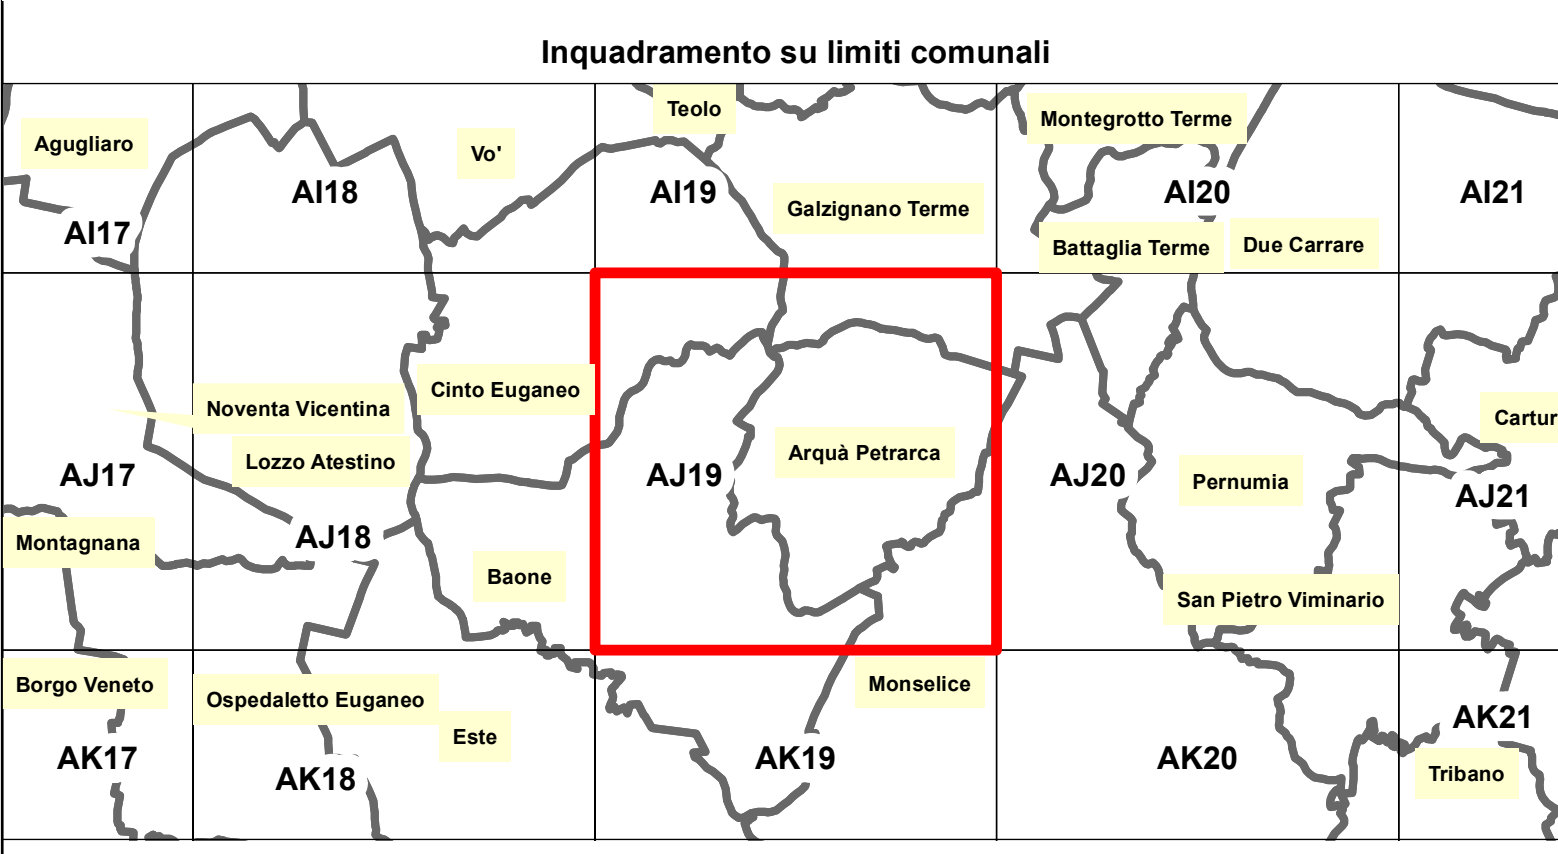 Inquadramento su limiti comunali
Teolo
Montegrotto Terme
Agugliaro
Vo'
AI18
AI19
AI20
AI21
Galzignano Terme
AI17
Battaglia Terme
Due Carrare
Cinto Euganeo
Noventa Vicentina
Cartur
Lozzo Atestino
Arquà Petrarca
AJ17
AJ19
AJ20
Pernumia
AJ21
Montagnana
AJ18
Baone
San Pietro Viminario
Borgo Veneto
Ospedaletto Euganeo
Monselice
AK21
Este
AK17
AK18
AK19
AK20
Tribano